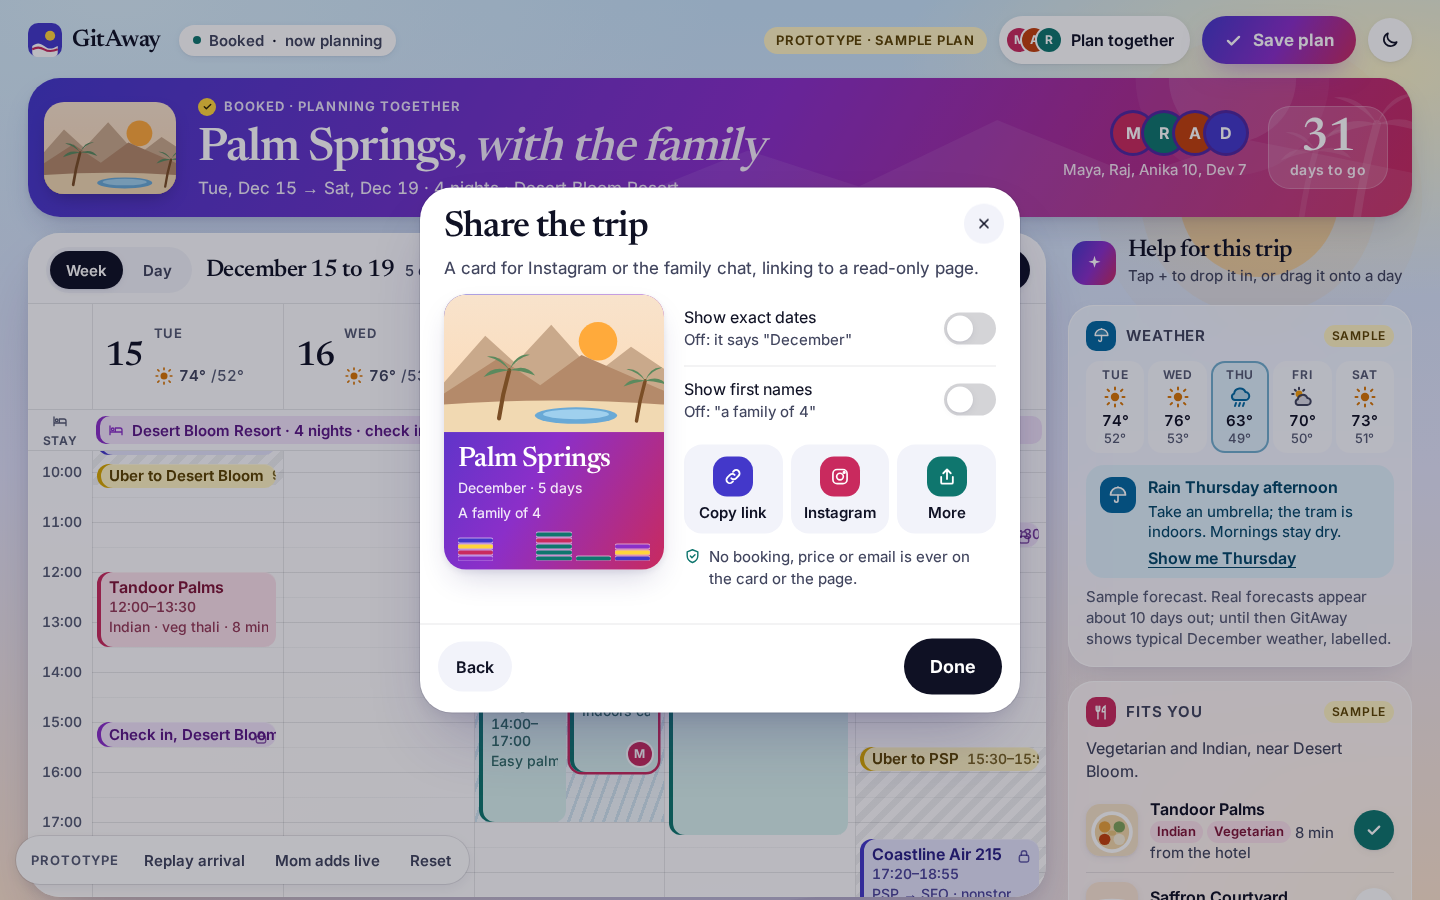 GitAway
Booked · now planning
PROTOTYPE · SAMPLE PLAN
M A R Plan together
Save plan
BOOKED · PLANNING TOGETHER
Palm Springs, with the family
Tue, Dec 15 → Sat, Dec 19 · 4 nights · Desert Bloom Resort
M R A D
Maya, Raj, Anika 10, Dev 7
31
days to go
Week
Day
December 15 to 19
15
TUE
74° /52°
16
WED
STAY
Desert Bloom Resort · 4 nights · check in
10:00
Uber to Desert Bloom
11:00
12:00
Tandoor Palms
12:00–13:30
Indian · veg thali · 8 min
13:00
14:00
15:00
Check in, Desert Bloom
16:00
17:00
14:00–
17:00
Easy palm
M
Uber to PSP 15:30–15:
Coastline Air 215
17:20–18:55
PSP → SFO · nonstop
Share the trip
A card for Instagram or the family chat, linking to a read-only page.
Palm Springs
December · 5 days
A family of 4
Show exact dates
Off: it says "December"
Show first names
Off: "a family of 4"
Copy link
Instagram
More
No booking, price or email is ever on
the card or the page.
Back
Done
Help for this trip
Tap + to drop it in, or drag it onto a day
WEATHER
SAMPLE
TUE WED THU FRI SAT
74° 76° 63° 70° 73°
52° 53° 49° 50° 51°
Rain Thursday afternoon
Take an umbrella; the tram is
indoors. Mornings stay dry.
Show me Thursday
Sample forecast. Real forecasts appear
about 10 days out; until then GitAway
shows typical December weather, labelled.
FITS YOU
SAMPLE
Vegetarian and Indian, near Desert
Bloom.
Tandoor Palms
Indian Vegetarian 8 min
from the hotel
Saffron Courtyard
PROTOTYPE
Replay arrival
Mom adds live
Reset